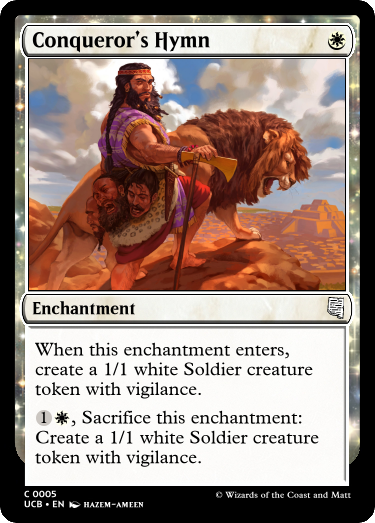 Conqueror's Hymn
Enchantment
When this enchantment enters,
create a 1/1 white Soldier creature
token with vigilance.
1 , Sacrifice this enchantment:
Create a 1/1 white Soldier creature
token with vigilance.
C 0005
UCB • EN HAZEM-AMEEN
© Wizards of the Coast and Matt